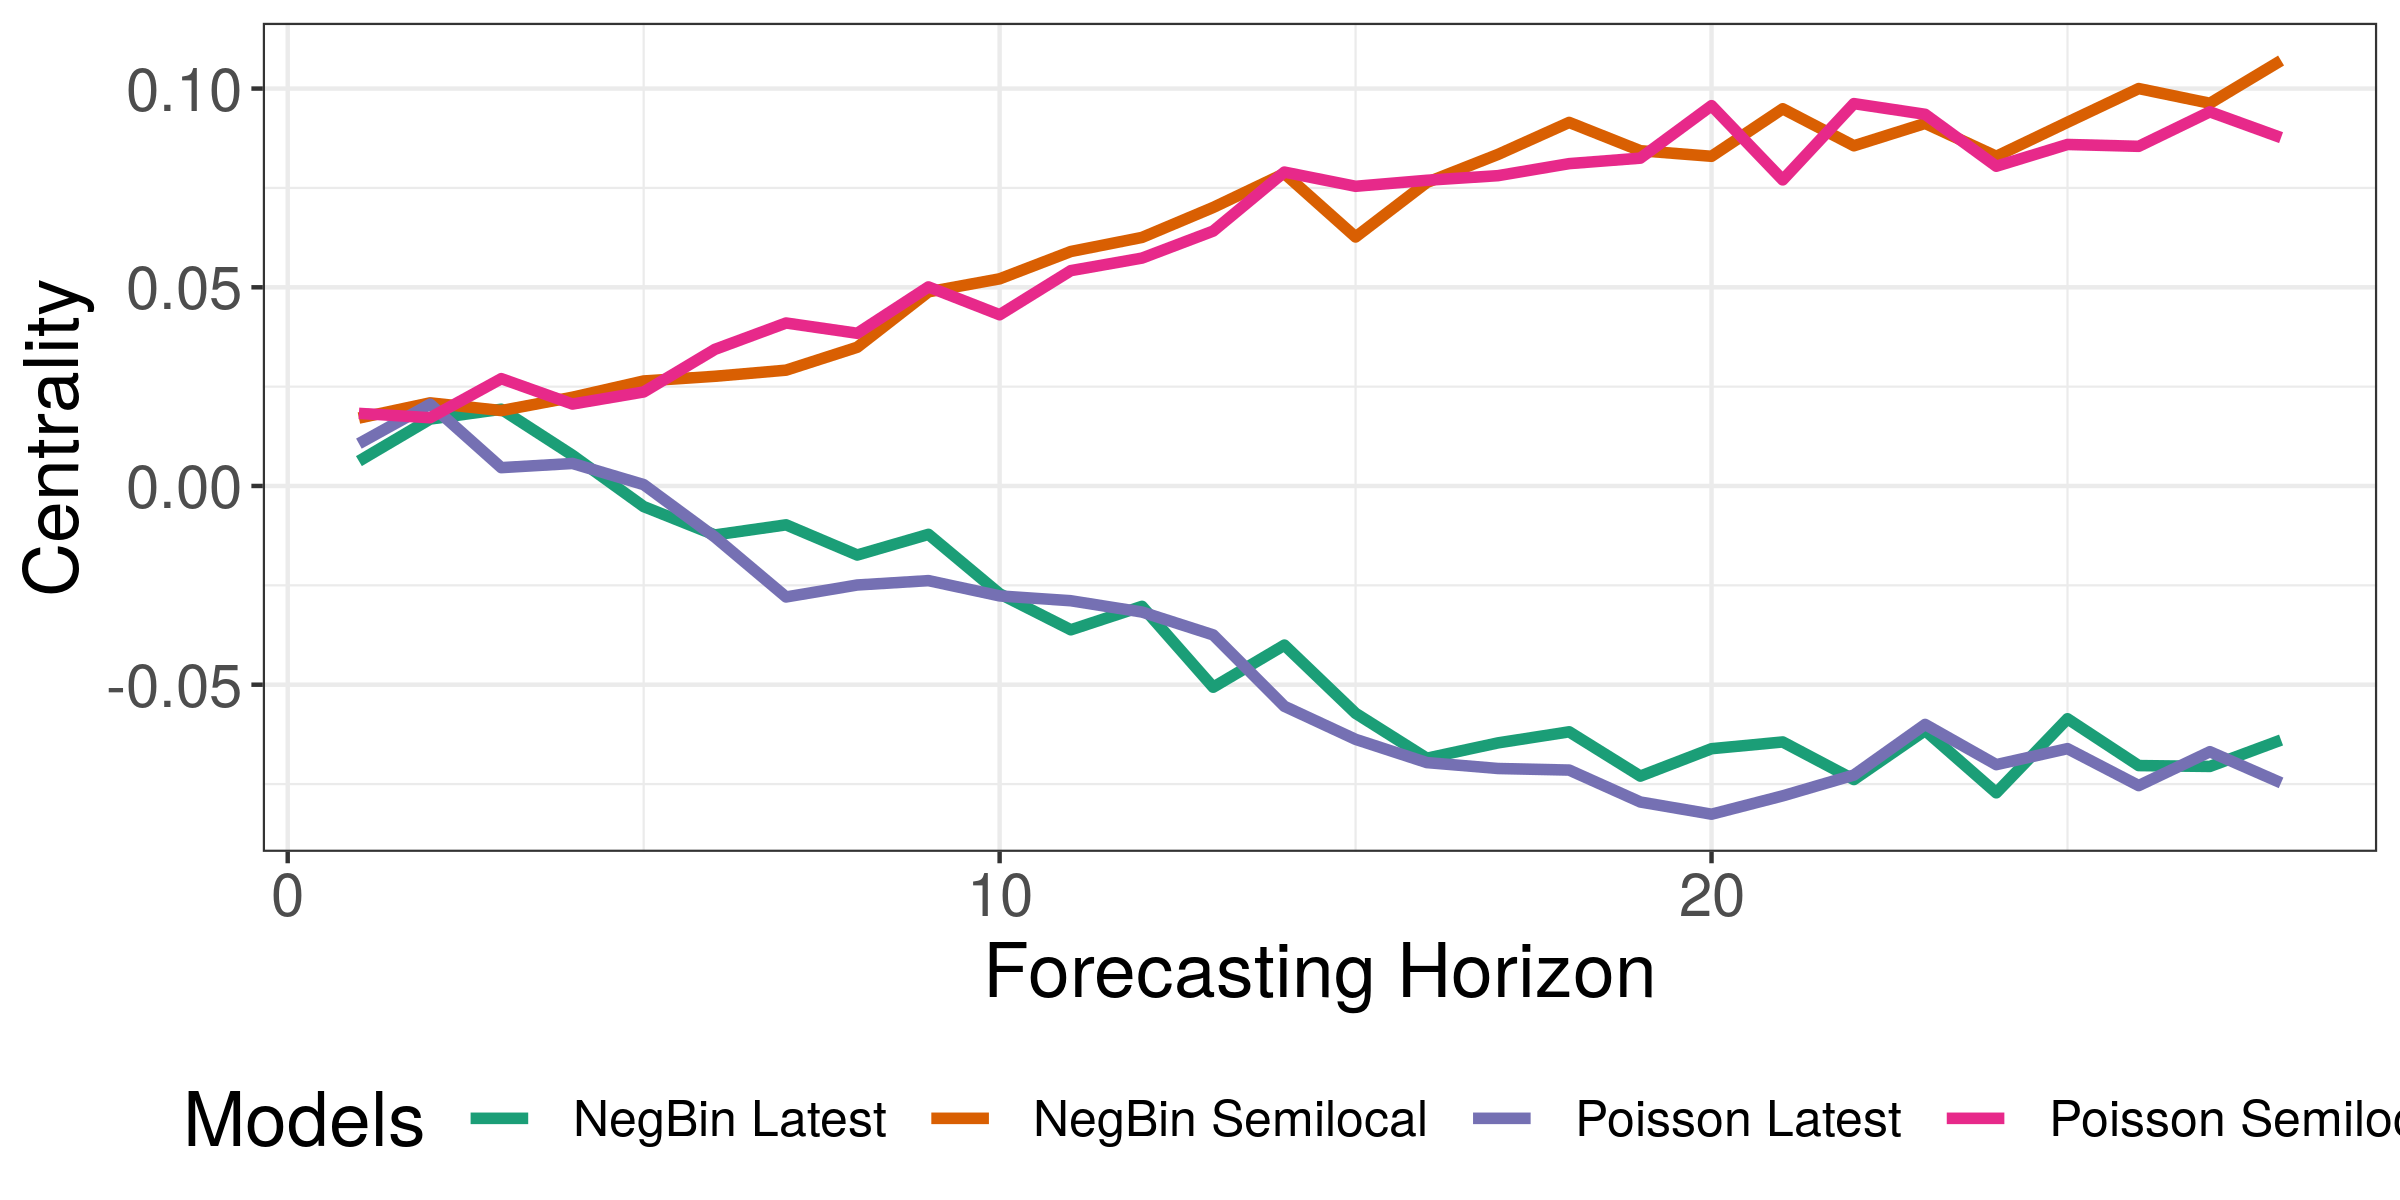 0.10
0.05
0.00
-0.05
Centrality
0 10 20
Forecasting Horizon
Models NegBin Latest NegBin Semilocal Poisson Latest Poisson